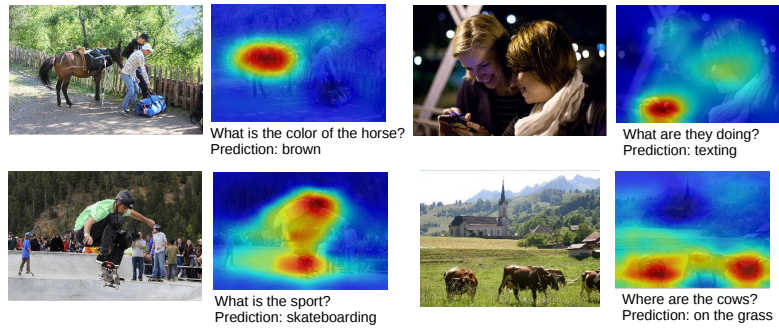 What is the color of the horse?
Prediction: brown
What are they doing?
Prediction: texting
What is the sport?
Prediction: skateboarding
Where are the cows?
Prediction: on the grass